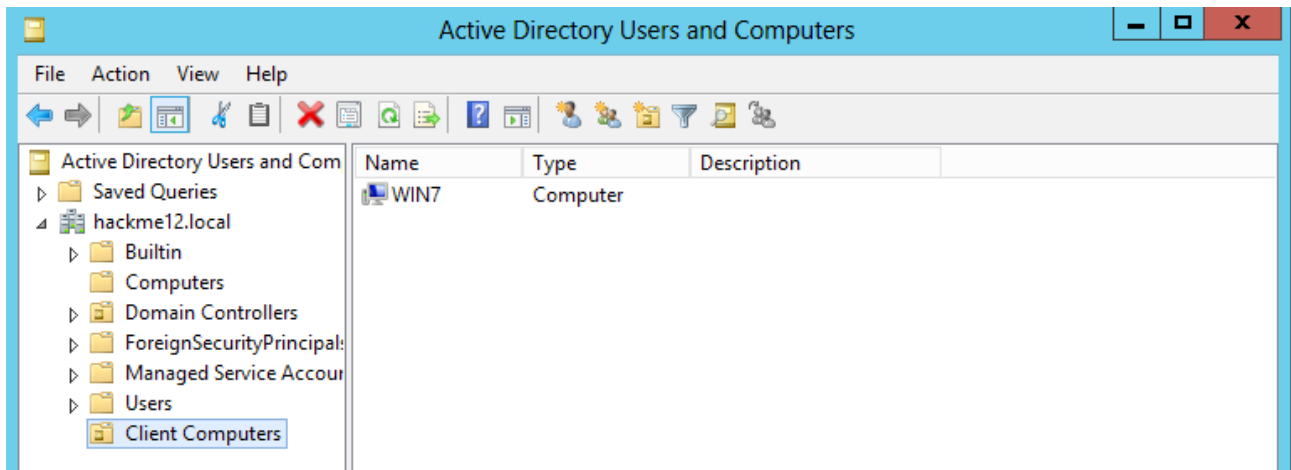 Active Directory Users and Computers
x
File Action View Help
Active Directory Users and Com
Name Type Description
Saved Queries
WIN7 Computer
hackme12.local
Builtin
Computers
Domain Controllers
ForeignSecurityPrincipals
Managed Service Accour
Users
Client Computers